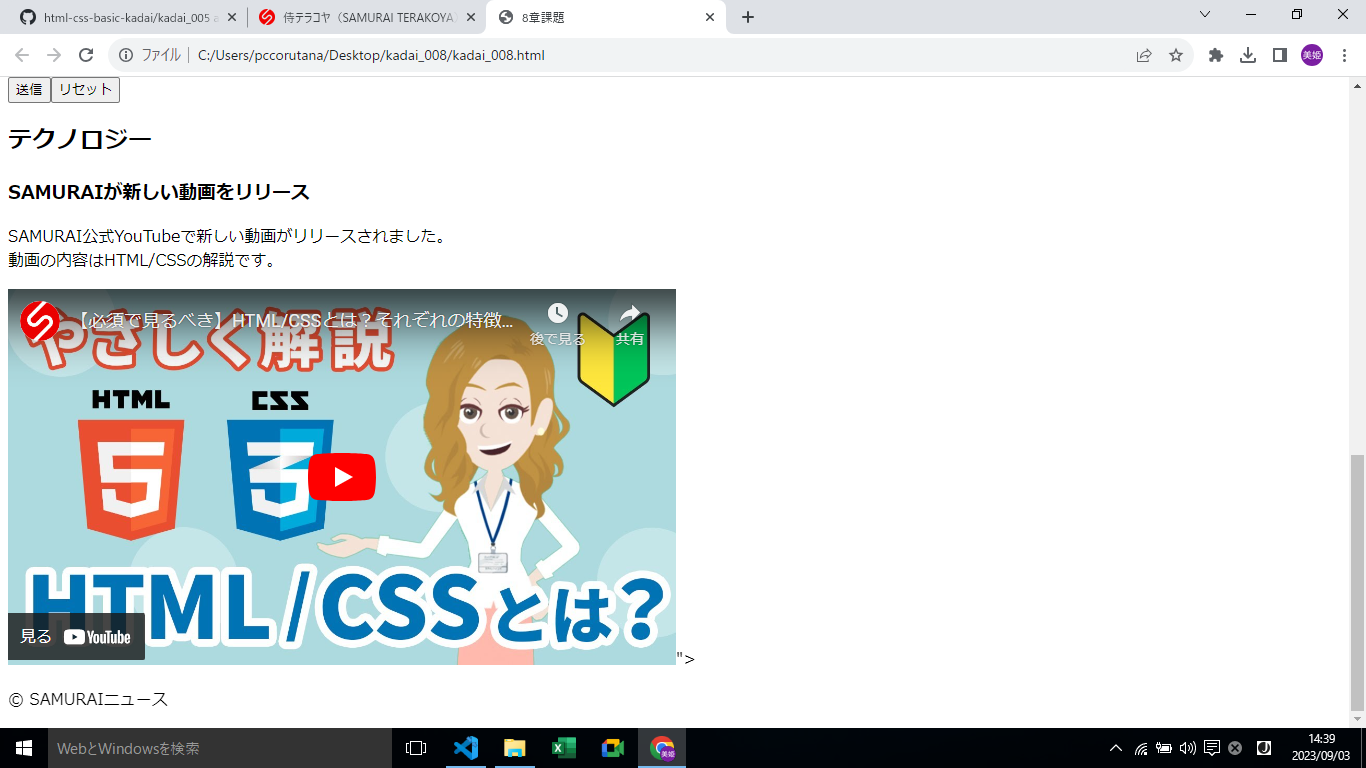 html-css-basic-kadai/kadai_005 a
侍テラコヤ（SAMURAI TERAKOYA）
8章課題
ファイル
C:/Users/pccorutana/Desktop/kadai_008/kadai_008.html
美姫
送信
リセット
テクノロジー
SAMURAIが新しい動画をリリース
SAMURAI公式YouTubeで新しい動画がリリースされました。
動画の内容はHTML/CSSの解説です。
【必須で見るべき】HTML/CSSとは？それぞれの特徴...
後で見る
共有
やさしく解説
HTML
CSS
5
3
HTML/CSSとは？
見る
YouTube
">
© SAMURAIニュース
WebとWindowsを検索
美姫
14:39
2023/09/03